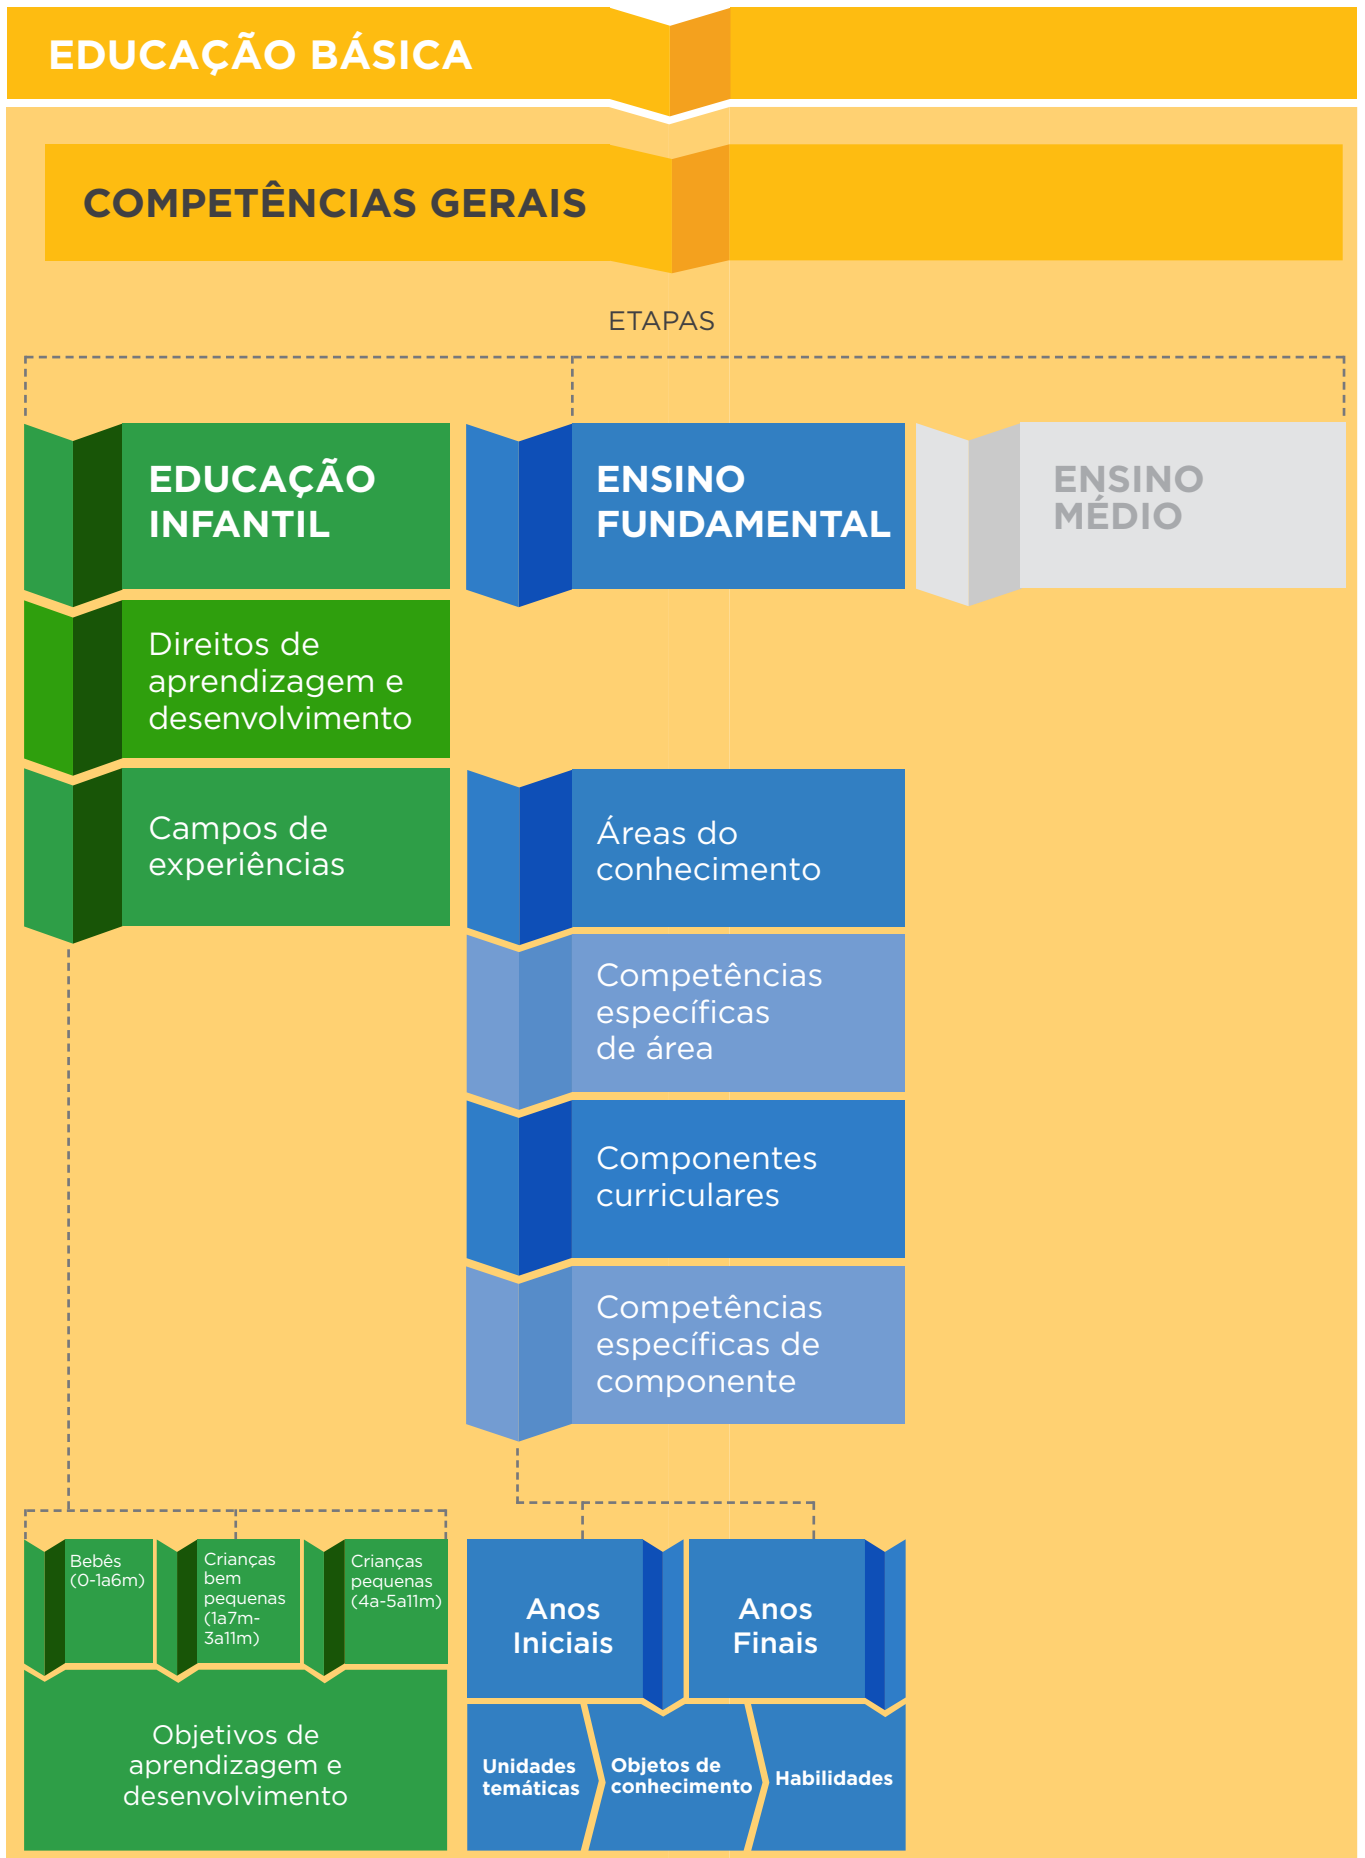 EDUCAÇÃO BÁSICA
COMPETÊNCIAS GERAIS
ETAPAS
EDUCAÇÃO
INFANTIL
ENSINO
FUNDAMENTAL
ENSINO
MÉDIO
Direitos de
aprendizagem e
desenvolvimento
Campos de
experiências
Áreas do
conhecimento
Competências
específicas
de área
Componentes
curriculares
Competências
específicas de
componente
Bebês
(0-1a6m)
Crianças
bem
pequenas
(1a7m-
3a11m)
Crianças
pequenas
(4a-5a11m)
Anos
Iniciais
Anos
Finais
Objetivos de
aprendizagem e
desenvolvimento
Unidades
temáticas
Objetos de
conhecimento
Habilidades